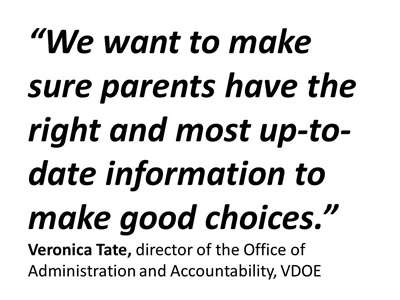 “We want to make
sure parents have the
right and most up-to-
date information to
make good choices.”
Veronica Tate, director of the Office of
Administration and Accountability, VDOE